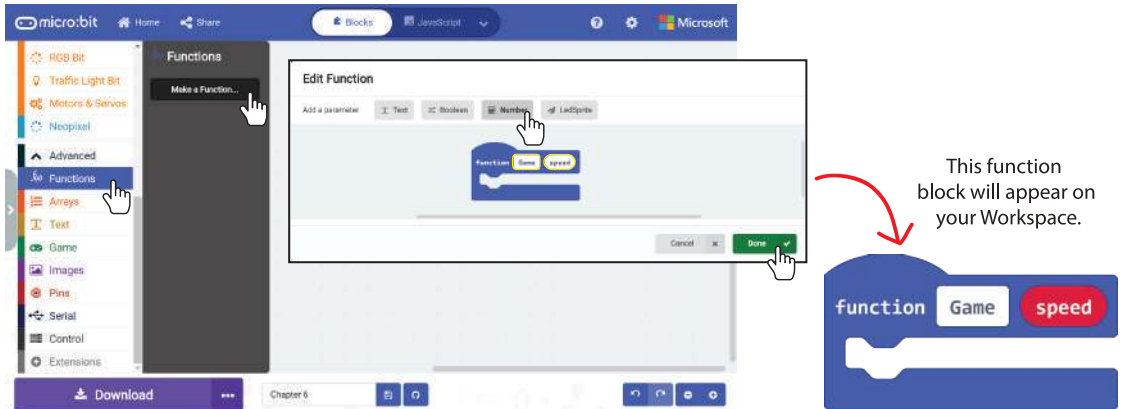 micro:bit Home Share Blocks JavaScript Microsoft
RGB Bit
Traffic Light Bit
Motors & Servos
Neopixel
Advanced
Functions
Arrays
Text
Game
Images
Pins
Serial
Control
Extensions
Functions
Make a Function...
Edit Function
Add a parameter Text Boolean Number LedSprite
function Game speed
Cancel Done
This function
block will appear on
your Workspace.
function Game speed
Download Chapter 6